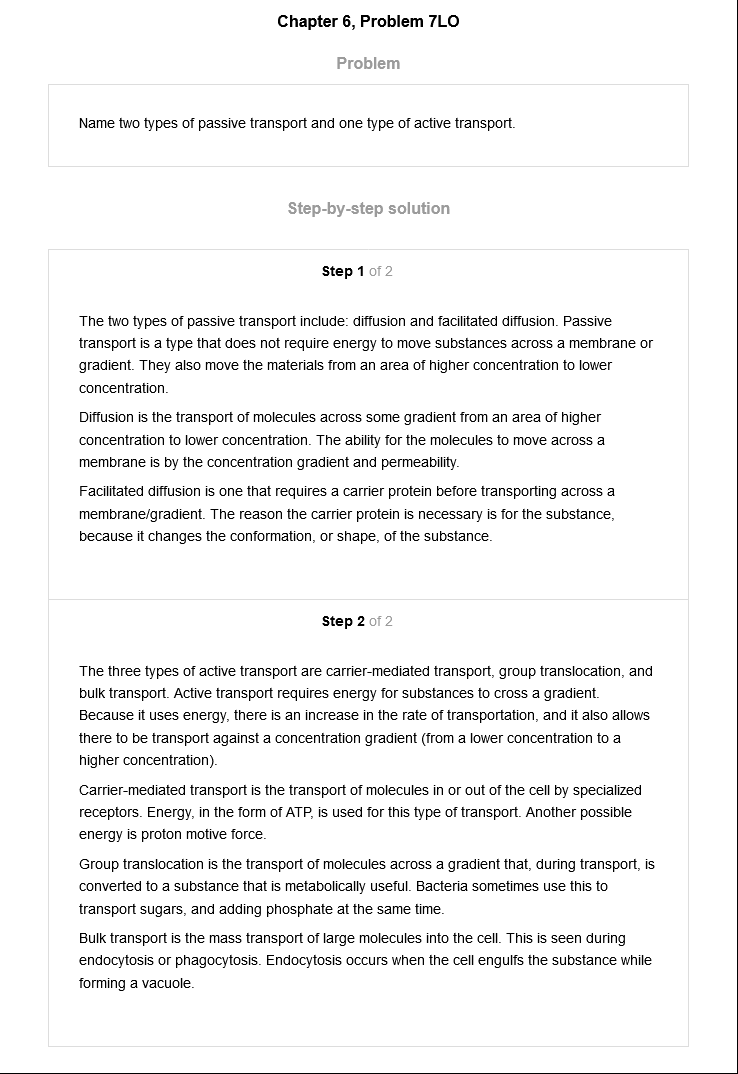 Chapter 6, Problem 7LO
Problem
Name two types of passive transport and one type of active transport.
Step-by-step solution
Step 1 of 2
The two types of passive transport include: diffusion and facilitated diffusion. Passive
transport is a type that does not require energy to move substances across a membrane or
gradient. They also move the materials from an area of higher concentration to lower
concentration.
Diffusion is the transport of molecules across some gradient from an area of higher
concentration to lower concentration. The ability for the molecules to move across a
membrane is by the concentration gradient and permeability.
Facilitated diffusion is one that requires a carrier protein before transporting across a
membrane/gradient. The reason the carrier protein is necessary is for the substance,
because it changes the conformation, or shape, of the substance.
Step 2 of 2
The three types of active transport are carrier-mediated transport, group translocation, and
bulk transport. Active transport requires energy for substances to cross a gradient.
Because it uses energy, there is an increase in the rate of transportation, and it also allows
there to be transport against a concentration gradient (from a lower concentration to a
higher concentration).
Carrier-mediated transport is the transport of molecules in or out of the cell by specialized
receptors. Energy, in the form of ATP, is used for this type of transport. Another possible
energy is proton motive force.
Group translocation is the transport of molecules across a gradient that, during transport, is
converted to a substance that is metabolically useful. Bacteria sometimes use this to
transport sugars, and adding phosphate at the same time.
Bulk transport is the mass transport of large molecules into the cell. This is seen during
endocytosis or phagocytosis. Endocytosis occurs when the cell engulfs the substance while
forming a vacuole.